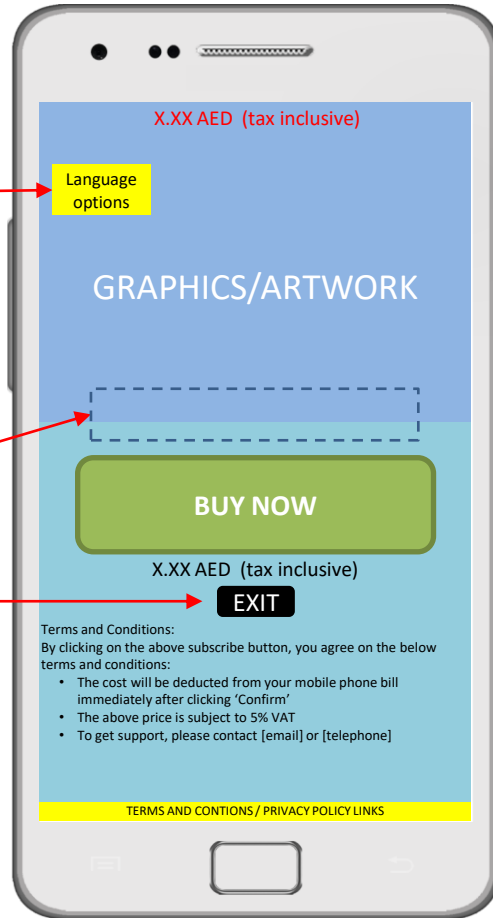 X.XX AED (tax inclusive)
Language
options
GRAPHICS/ARTWORK
BUY NOW
X.XX AED (tax inclusive)
EXIT
Terms and Conditions:
By clicking on the above subscribe button, you agree on the below
terms and conditions:
• The cost will be deducted from your mobile phone bill
immediately after clicking ‘Confirm’
• The above price is subject to 5% VAT
• To get support, please contact [email] or [telephone]
TERMS AND CONTIONS / PRIVACY POLICY LINKS